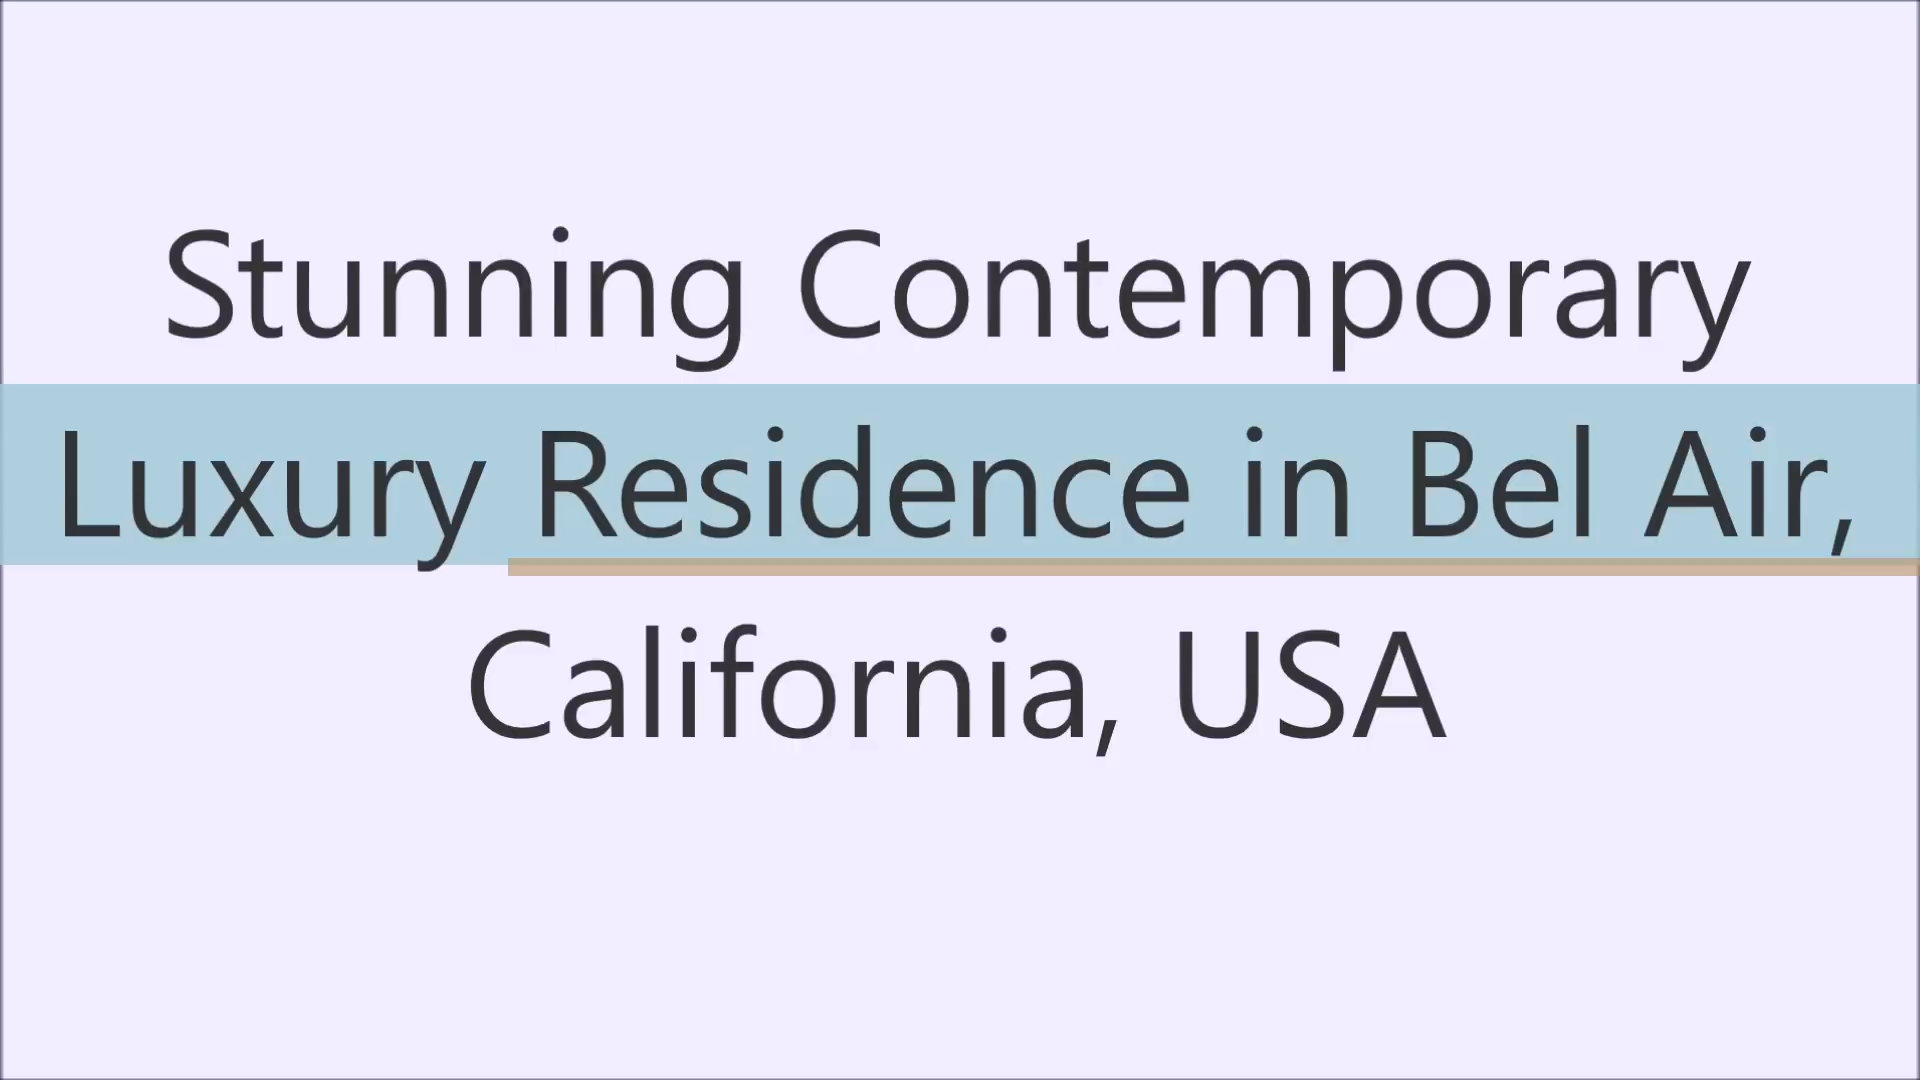 Stunning Contemporary
Luxury Residence in Bel Air,
California, USA